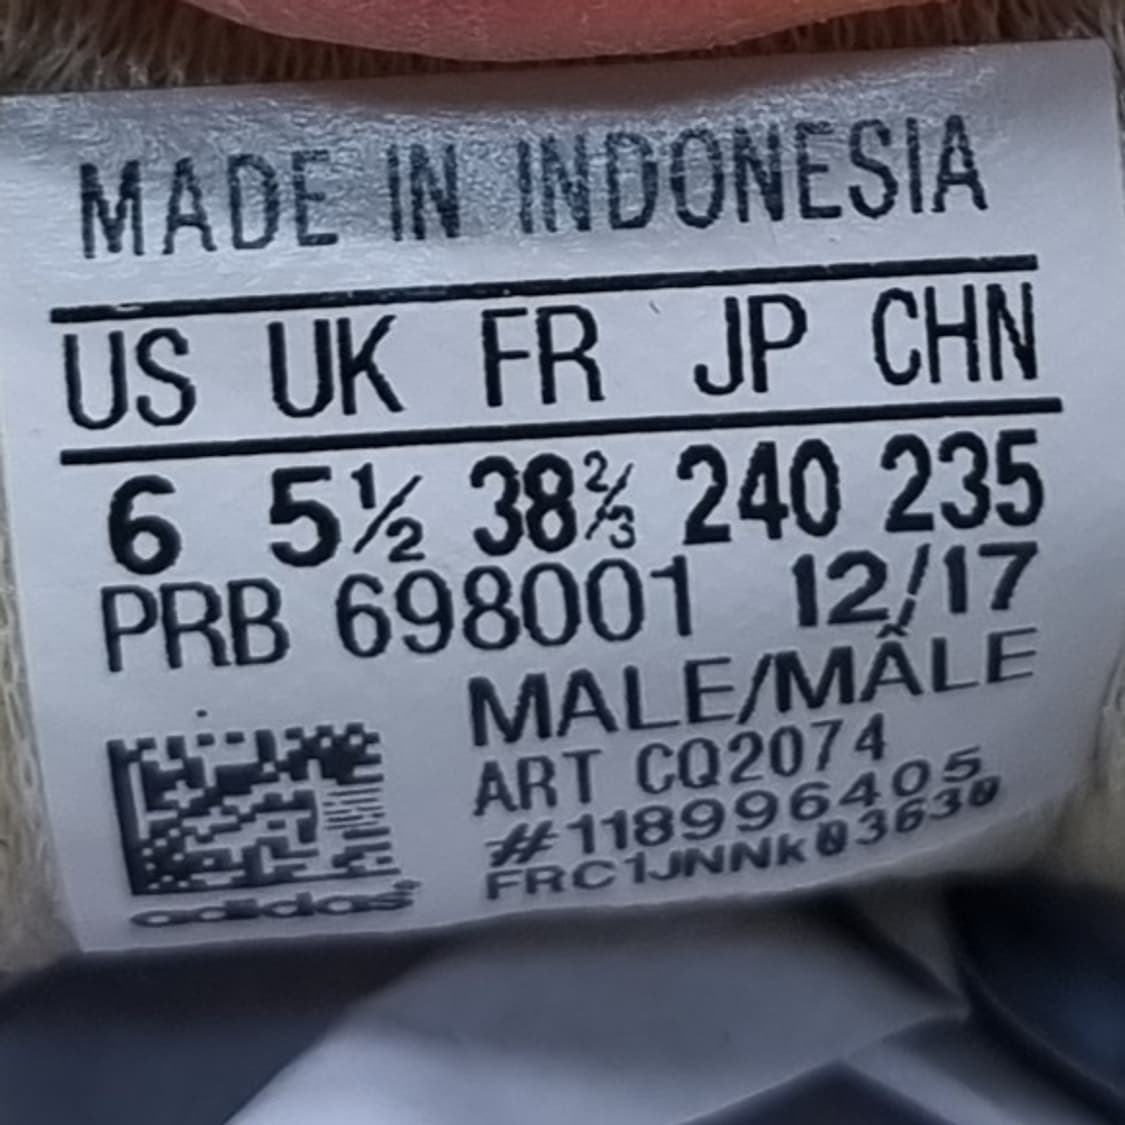 MADE IN INDONESIA
US UK FR JP CHN
6 5½ 38⅔ 240 235
PRB 698001 12/17
MALE/MÂLE
ART CQ2074
#118996405
FRC1JNNK03630
adidas